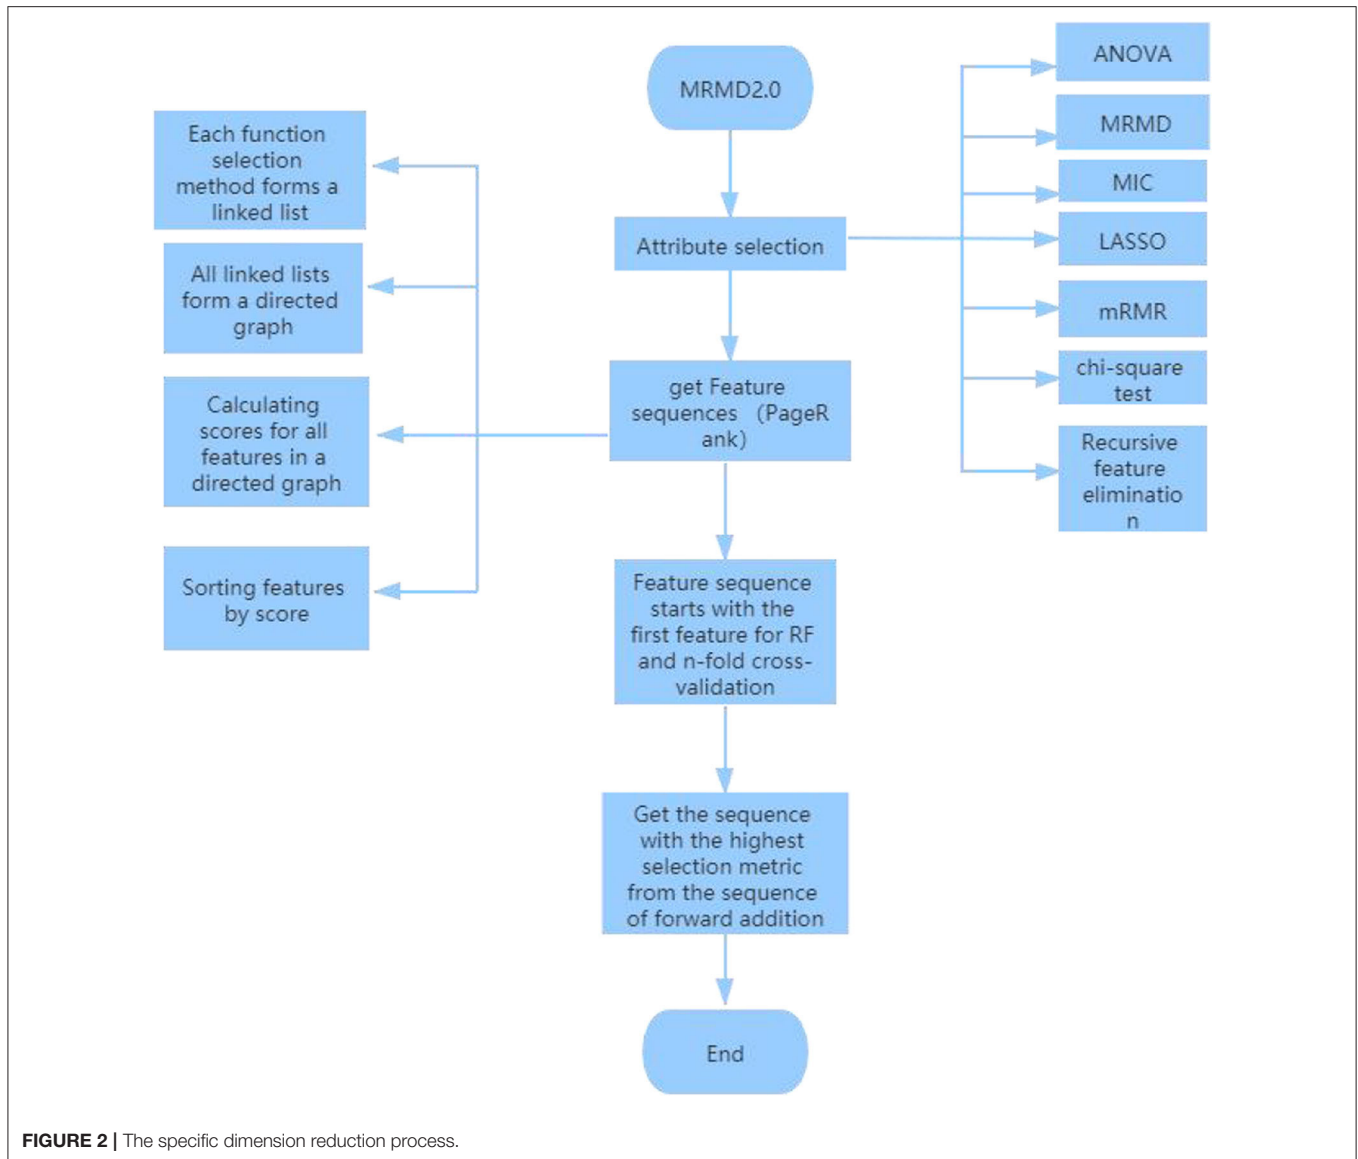 MRMD2.0
Attribute selection
get Feature
sequences （PageR
ank）
Feature sequence
starts with the
first feature for RF
and n-fold cross-
validation
Get the sequence
with the highest
selection metric
from the sequence
of forward addition
End
Each function
selection
method forms a
linked list
All linked lists
form a directed
graph
Calculating
scores for all
features in a
directed graph
Sorting features
by score
ANOVA
MRMD
MIC
LASSO
mRMR
chi-square
test
Recursive
feature
eliminatio
n
FIGURE 2 | The specific dimension reduction process.